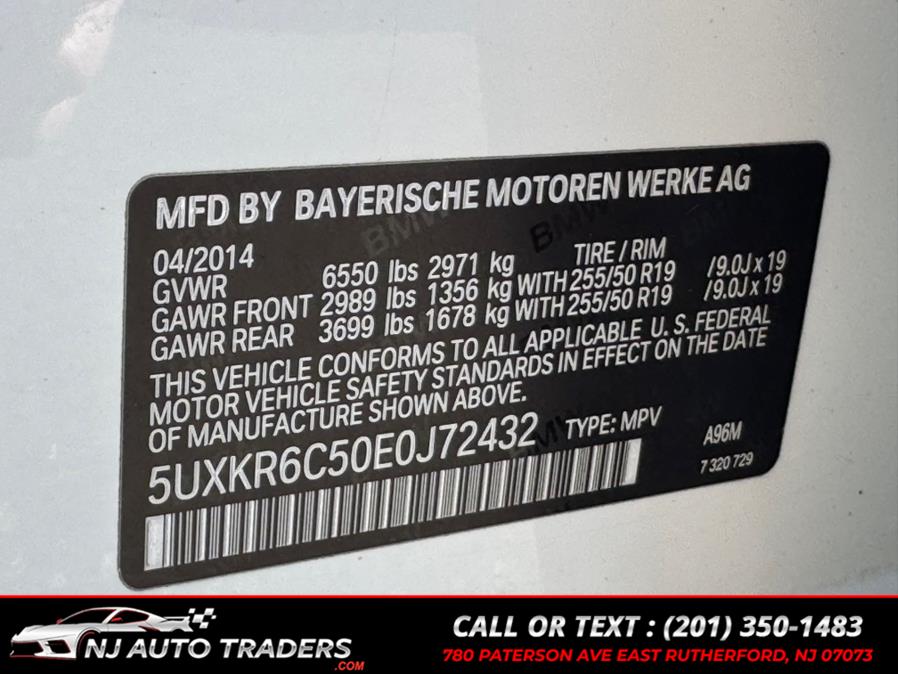 MFD BY BAYERISCHE MOTOREN WERKE AG
04/2014 TIRE / RIM
GVWR 6550 lbs 2971 kg
GAWR FRONT 2989 lbs 1356 kg WITH 255/50 R19 /9.0J x 19
GAWR REAR 3699 lbs 1678 kg WITH 255/50 R19 /9.0J x 19
THIS VEHICLE CONFORMS TO ALL APPLICABLE U. S. FEDERAL
MOTOR VEHICLE SAFETY STANDARDS IN EFFECT ON THE DATE
OF MANUFACTURE SHOWN ABOVE.
5UXKR6C50E0J72432 TYPE: MPV A96M
7 320 729
NJ AUTO TRADERS
.COM
CALL OR TEXT : (201) 350-1483
780 PATERSON AVE EAST RUTHERFORD, NJ 07073